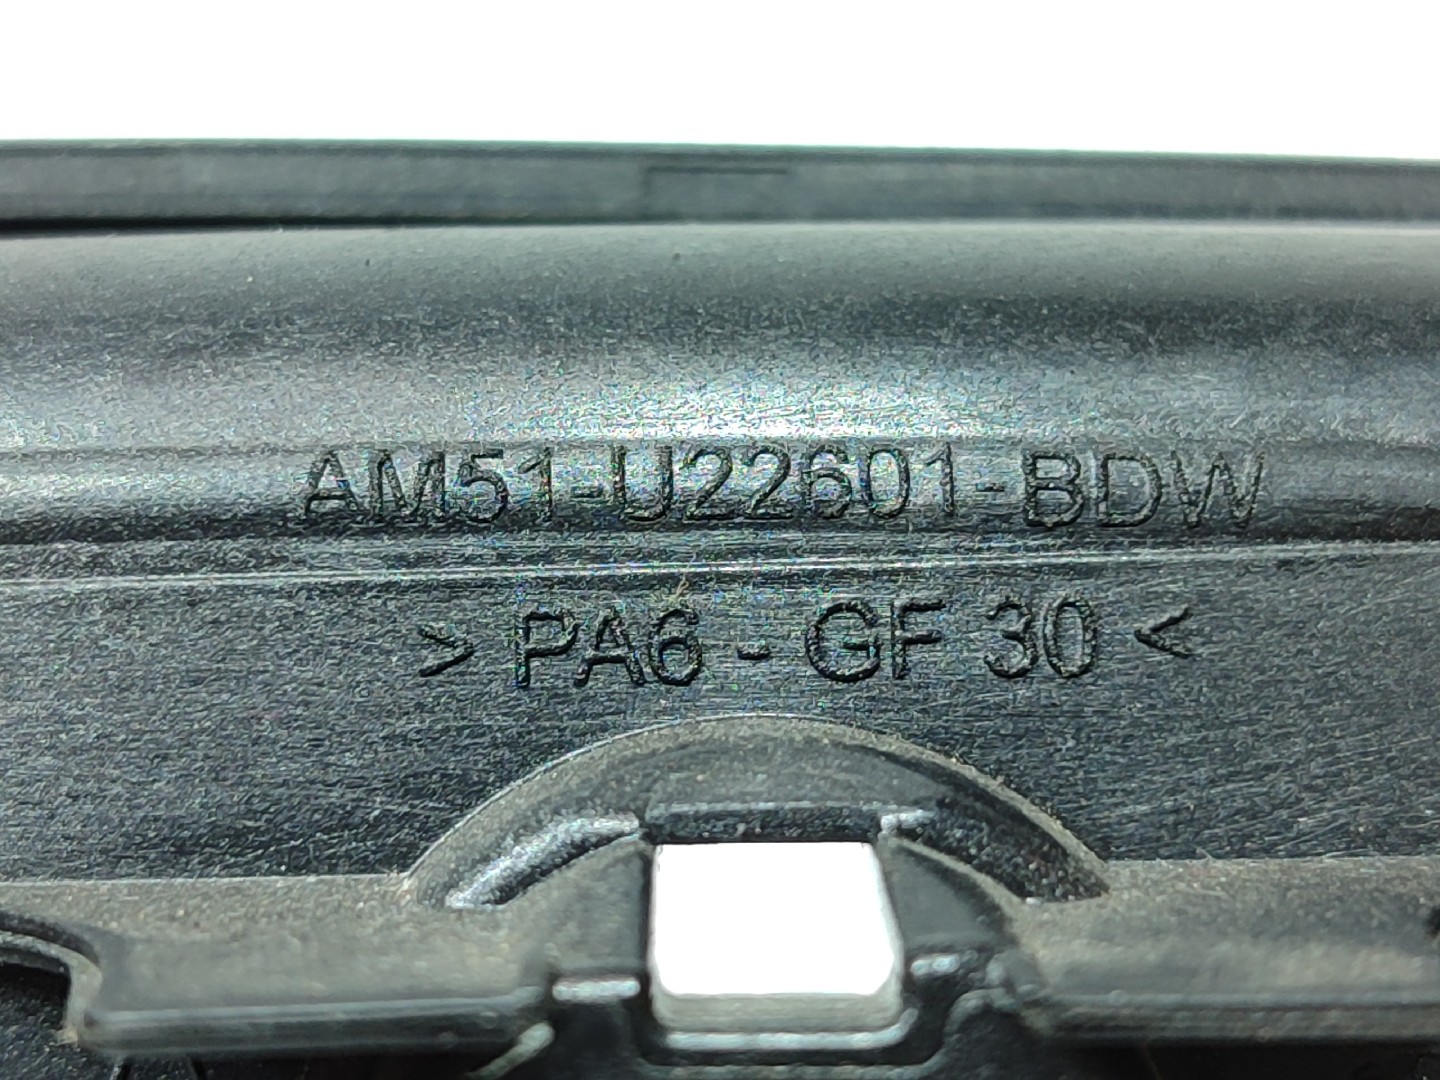 AM51-U22601-BDW
> PA6 - GF 30 <